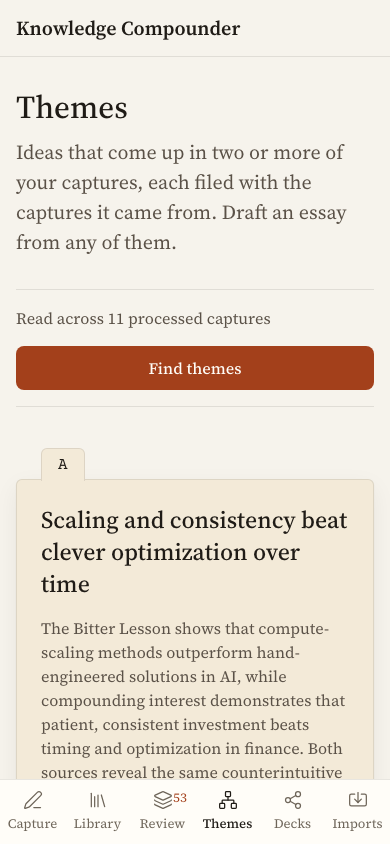 Knowledge Compounder
Themes
Ideas that come up in two or more of
your captures, each filed with the
captures it came from. Draft an essay
from any of them.
Read across 11 processed captures
Find themes
A
Scaling and consistency beat
clever optimization over
time
The Bitter Lesson shows that compute-
scaling methods outperform hand-
engineered solutions in AI, while
compounding interest demonstrates that
patient, consistent investment beats
timing and optimization in finance. Both
sources reveal the same counterintuitive
53
Capture Library Review Themes Decks Imports